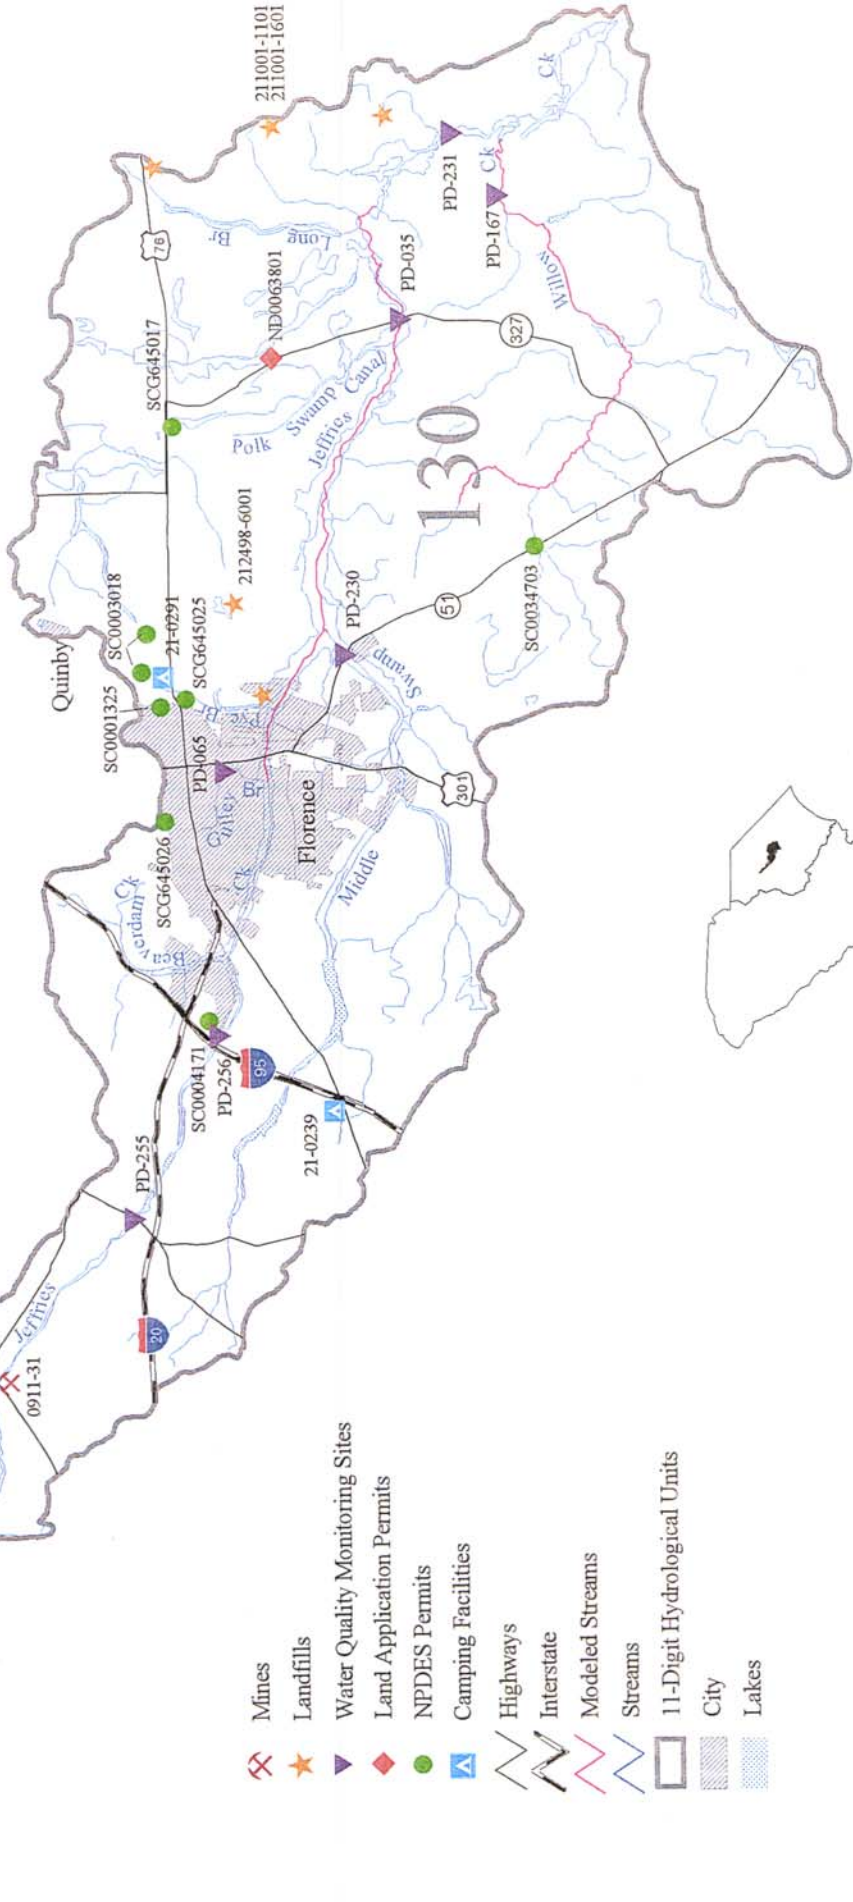 211001-1101
211001-1601
Quinby
SC0003018
21-0291
SCG645025
SC0001325
SCG645026
SCG645017
76
Long
Br
ND0063801
Polk
Swamp
Canal
Jeffries
212498-6001
PD-035
PD-231
Ck
PD-167
Ck
Willow
327
130
PD-230
51
SC0034703
Swamp
Pye
Br
PD-065
Gulley
Br
Florence
301
Middle
Ck
Beaverdam
Ck
SC0004171
PD-256
95
21-0239
PD-255
20
Jeffries
0911-31
Mines
Landfills
Water Quality Monitoring Sites
Land Application Permits
NPDES Permits
Camping Facilities
Highways
Interstate
Modeled Streams
Streams
11-Digit Hydrological Units
City
Lakes